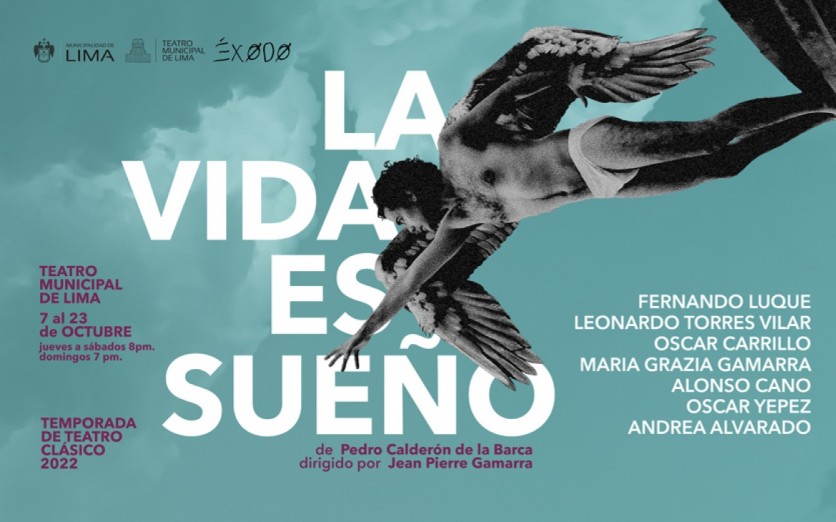 MUNICIPALIDAD DE
LIMA
TEATRO
MUNICIPAL
DE LIMA
ÉXØDØ
LA
VIDA
ES
SUEÑO
TEATRO
MUNICIPAL
DE LIMA
7 al 23
de OCTUBRE
jueves a sábados 8pm.
domingos 7 pm.
TEMPORADA
DE TEATRO
CLÁSICO
2022
de Pedro Calderón de la Barca
dirigido por Jean Pierre Gamarra
FERNANDO LUQUE
LEONARDO TORRES VILAR
OSCAR CARRILLO
MARIA GRAZIA GAMARRA
ALONSO CANO
OSCAR YEPEZ
ANDREA ALVARADO